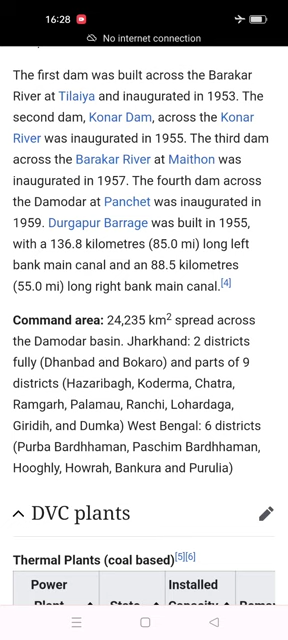 16:28
No internet connection
The first dam was built across the Barakar
River at Tilaiya and inaugurated in 1953. The
second dam, Konar Dam, across the Konar
River was inaugurated in 1955. The third dam
across the Barakar River at Maithon was
inaugurated in 1957. The fourth dam across
the Damodar at Panchet was inaugurated in
1959. Durgapur Barrage was built in 1955,
with a 136.8 kilometres (85.0 mi) long left
bank main canal and an 88.5 kilometres
(55.0 mi) long right bank main canal.[4]
Command area: 24,235 km² spread across
the Damodar basin. Jharkhand: 2 districts
fully (Dhanbad and Bokaro) and parts of 9
districts (Hazaribagh, Koderma, Chatra,
Ramgarh, Palamau, Ranchi, Lohardaga,
Giridih, and Dumka) West Bengal: 6 districts
(Purba Bardhhaman, Paschim Bardhhaman,
Hooghly, Howrah, Bankura and Purulia)
DVC plants
Thermal Plants (coal based)[5][6]
Power Installed
Plant State Capacity